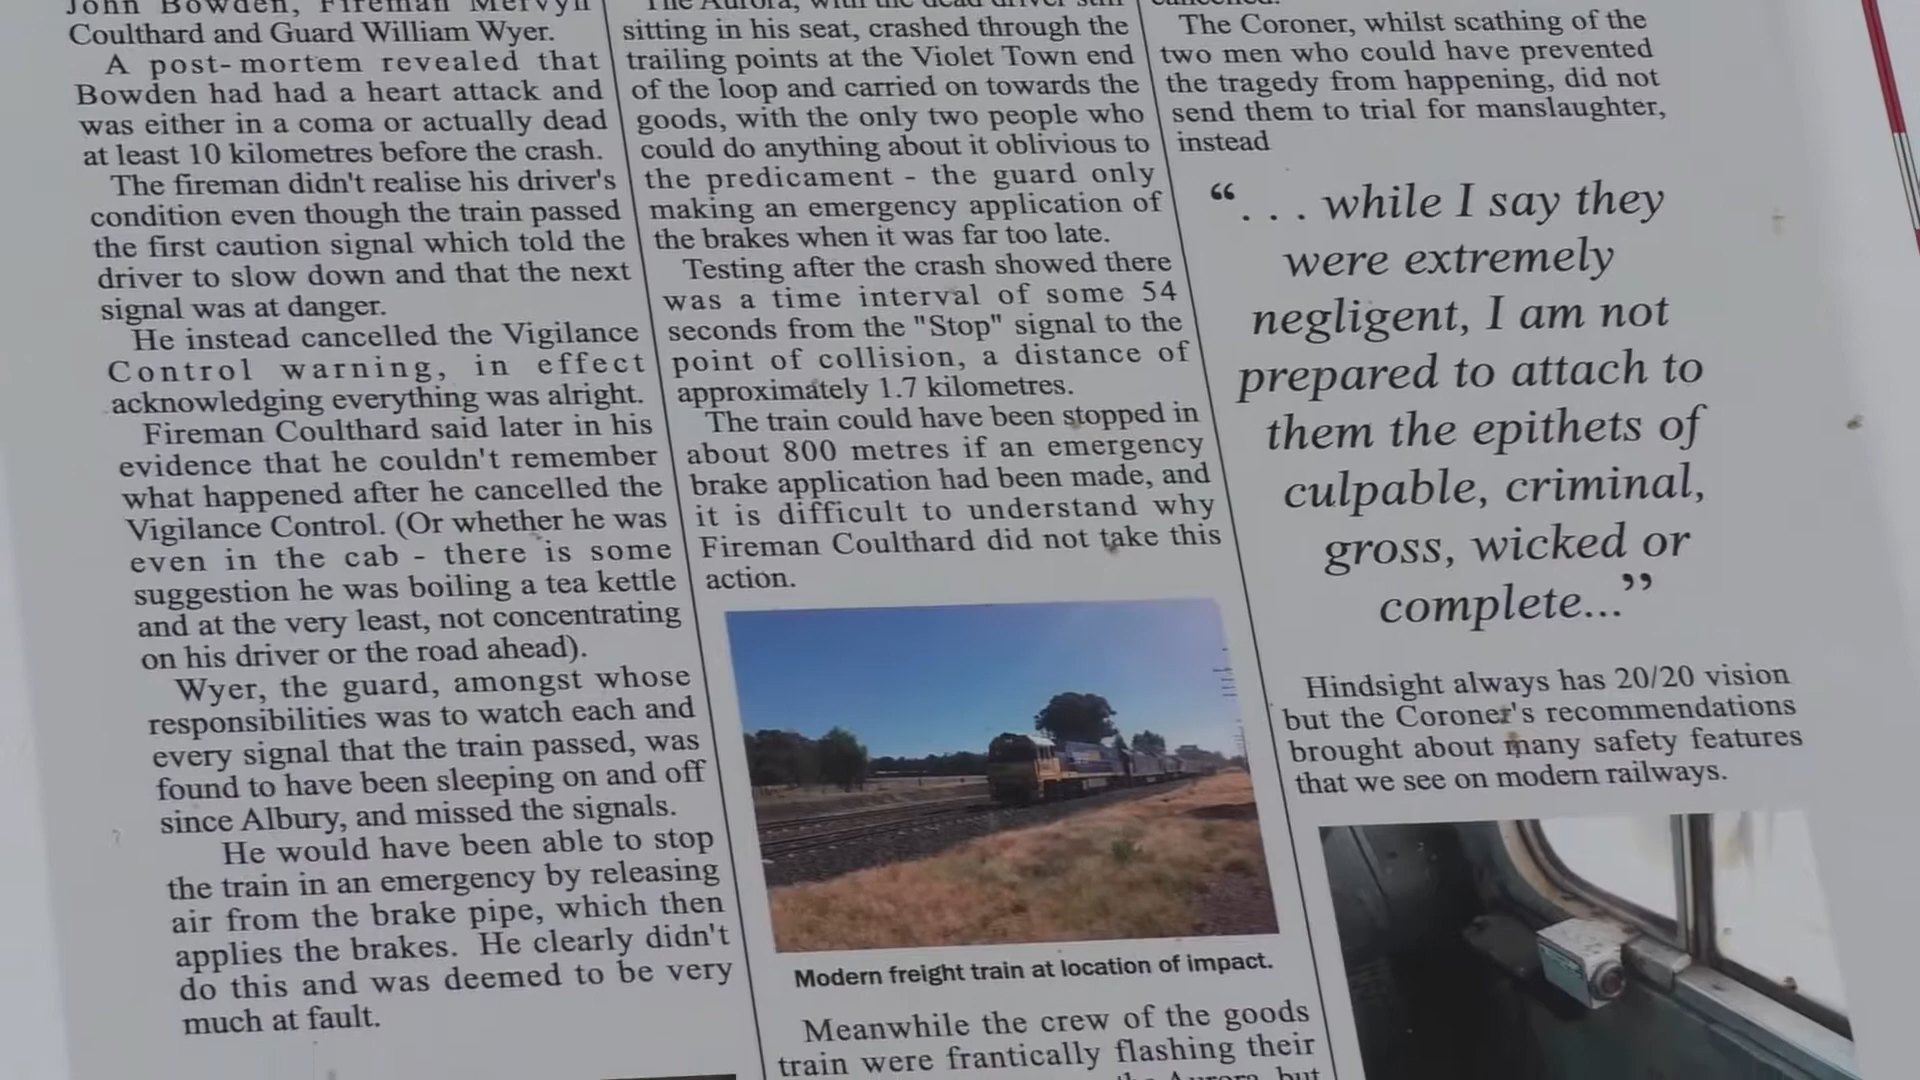 John Bowden, Fireman Mervyn
Coulthard and Guard William Wyer.
A post-mortem revealed that
Bowden had had a heart attack and
was either in a coma or actually dead
at least 10 kilometres before the crash.
The fireman didn't realise his driver's
condition even though the train passed
the first caution signal which told the
driver to slow down and that the next
signal was at danger.
He instead cancelled the Vigilance
Control warning, in effect
acknowledging everything was alright.
Fireman Coulthard said later in his
evidence that he couldn't remember
what happened after he cancelled the
Vigilance Control. (Or whether he was
even in the cab - there is some
suggestion he was boiling a tea kettle
and at the very least, not concentrating
on his driver or the road ahead).
Wyer, the guard, amongst whose
responsibilities was to watch each and
every signal that the train passed, was
found to have been sleeping on and off
since Albury, and missed the signals.
He would have been able to stop
the train in an emergency by releasing
air from the brake pipe, which then
applies the brakes. He clearly didn't
do this and was deemed to be very
much at fault.
The Aurora, with the dead driver still
sitting in his seat, crashed through the
trailing points at the Violet Town end
of the loop and carried on towards the
goods, with the only two people who
could do anything about it oblivious to
the predicament - the guard only
making an emergency application of
the brakes when it was far too late.
Testing after the crash showed there
was a time interval of some 54
seconds from the "Stop" signal to the
point of collision, a distance of
approximately 1.7 kilometres.
The train could have been stopped in
about 800 metres if an emergency
brake application had been made, and
it is difficult to understand why
Fireman Coulthard did not take this
action.
Modern freight train at location of impact.
Meanwhile the crew of the goods
train were frantically flashing their
the Aurora, but
The Coroner, whilst scathing of the
two men who could have prevented
the tragedy from happening, did not
send them to trial for manslaughter,
instead
“. . . while I say they
were extremely
negligent, I am not
prepared to attach to
them the epithets of
culpable, criminal,
gross, wicked or
complete...”
Hindsight always has 20/20 vision
but the Coroner's recommendations
brought about many safety features
that we see on modern railways.